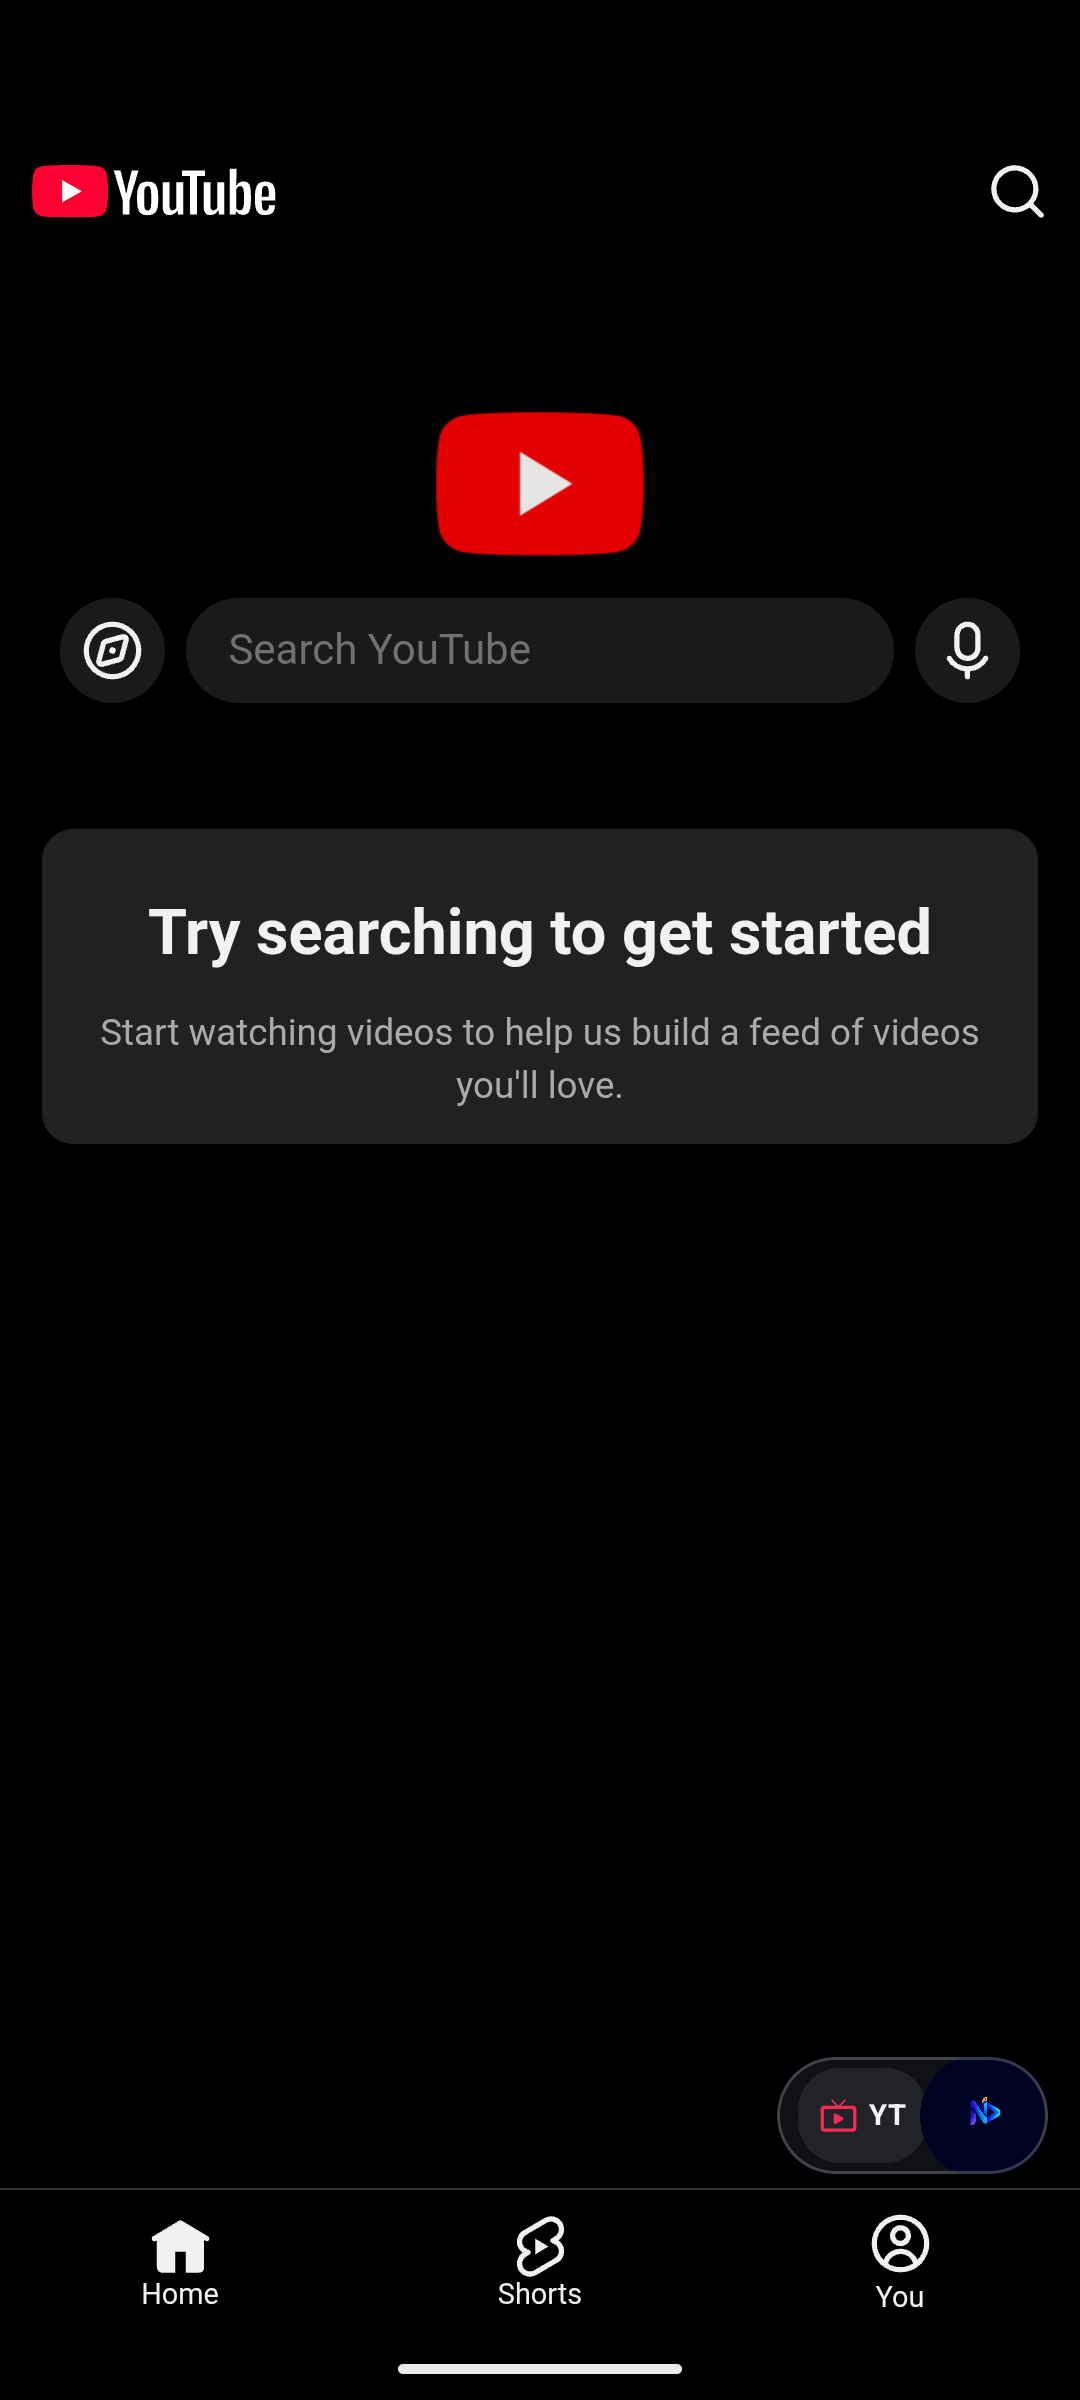 YouTube
Search YouTube
Try searching to get started
Start watching videos to help us build a feed of videos
you'll love.
YT
Home
Shorts
You